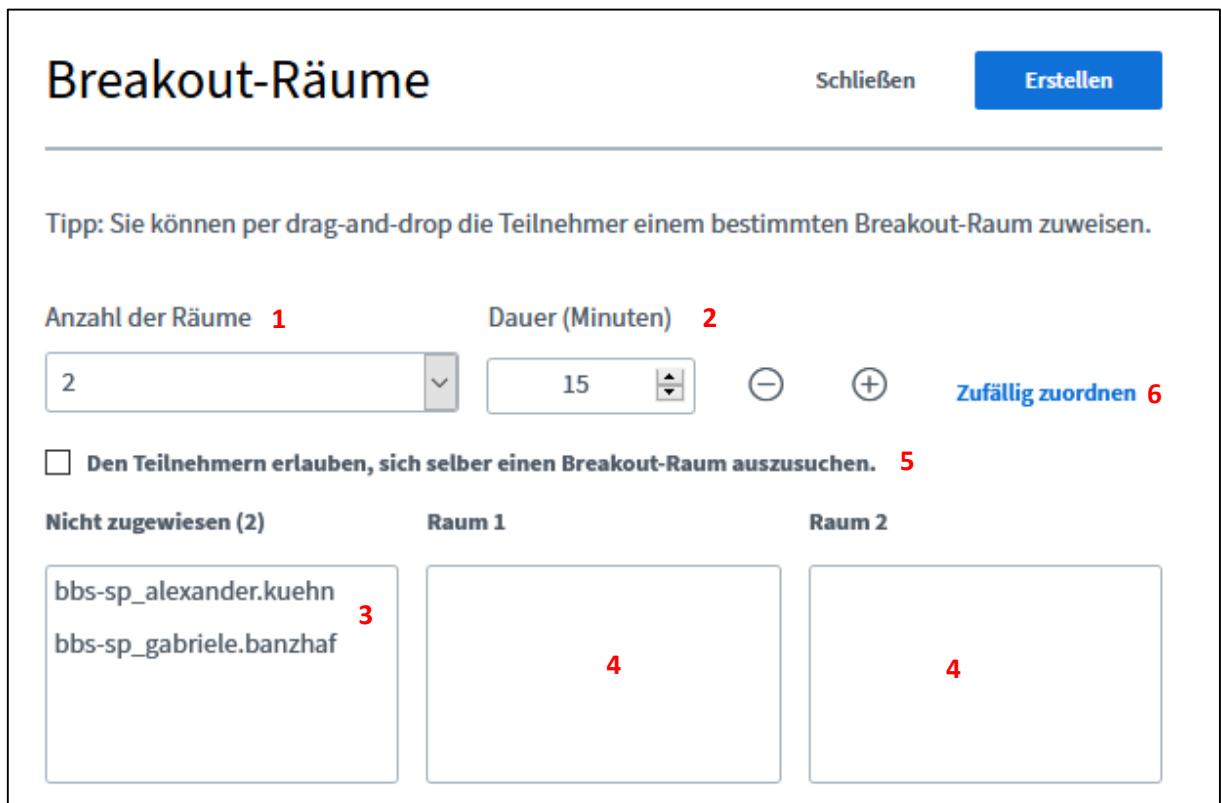 Breakout-Räume Schließen Erstellen
Tipp: Sie können per drag-and-drop die Teilnehmer einem bestimmten Breakout-Raum zuweisen.
Anzahl der Räume 1 Dauer (Minuten) 2
2 15 Zufällig zuordnen 6
Den Teilnehmern erlauben, sich selber einen Breakout-Raum auszusuchen. 5
Nicht zugewiesen (2) Raum 1 Raum 2
bbs-sp_alexander.kuehn
3
bbs-sp_gabriele.banzhaf
4 4